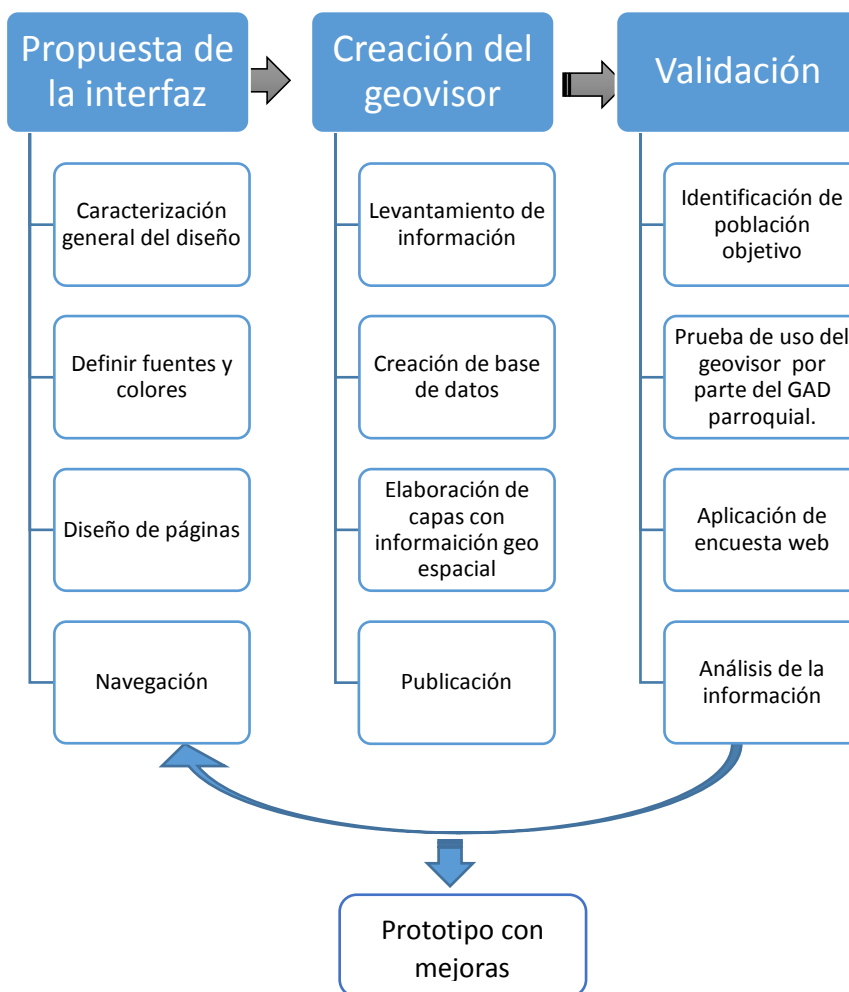 Propuesta de
la interfaz
Creación del
geovisor
Validación
Caracterización
general del diseño
Definir fuentes y
colores
Diseño de páginas
Navegación
Levantamiento de
información
Creación de base
de datos
Elaboración de
capas con
informaición geo
espacial
Publicación
Identificación de
población
objetivo
Prueba de uso del
geovisor por
parte del GAD
parroquial.
Aplicación de
encuesta web
Análisis de la
información
Prototipo con
mejoras